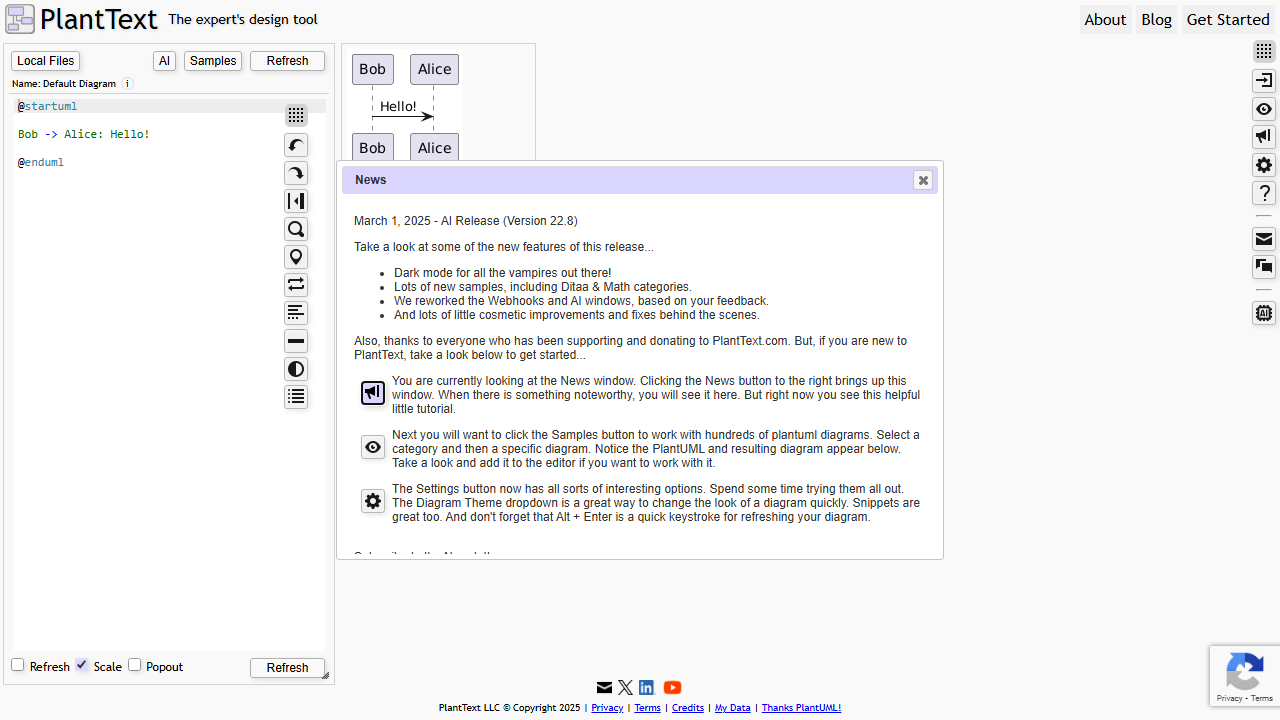 PlantText The expert's design tool
About Blog Get Started
Local Files AI Samples Refresh
Name: Default Diagram i
@startuml
Bob -> Alice: Hello!
@enduml
Bob Alice
Hello!
Bob Alice
News
March 1, 2025 - AI Release (Version 22.8)
Take a look at some of the new features of this release...
Dark mode for all the vampires out there!
Lots of new samples, including Ditaa & Math categories.
We reworked the Webhooks and AI windows, based on your feedback.
And lots of little cosmetic improvements and fixes behind the scenes.
Also, thanks to everyone who has been supporting and donating to PlantText.com. But, if you are new to
PlantText, take a look below to get started...
You are currently looking at the News window. Clicking the News button to the right brings up this
window. When there is something noteworthy, you will see it here. But right now you see this helpful
little tutorial.
Next you will want to click the Samples button to work with hundreds of plantuml diagrams. Select a
category and then a specific diagram. Notice the PlantUML and resulting diagram appear below.
Take a look and add it to the editor if you want to work with it.
The Settings button now has all sorts of interesting options. Spend some time trying them all out.
The Diagram Theme dropdown is a great way to change the look of a diagram quickly. Snippets are
great too. And don't forget that Alt + Enter is a quick keystroke for refreshing your diagram.
AI
Refresh Scale Popout Refresh
Privacy - Terms
PlantText LLC © Copyright 2025 | Privacy | Terms | Credits | My Data | Thanks PlantUML!